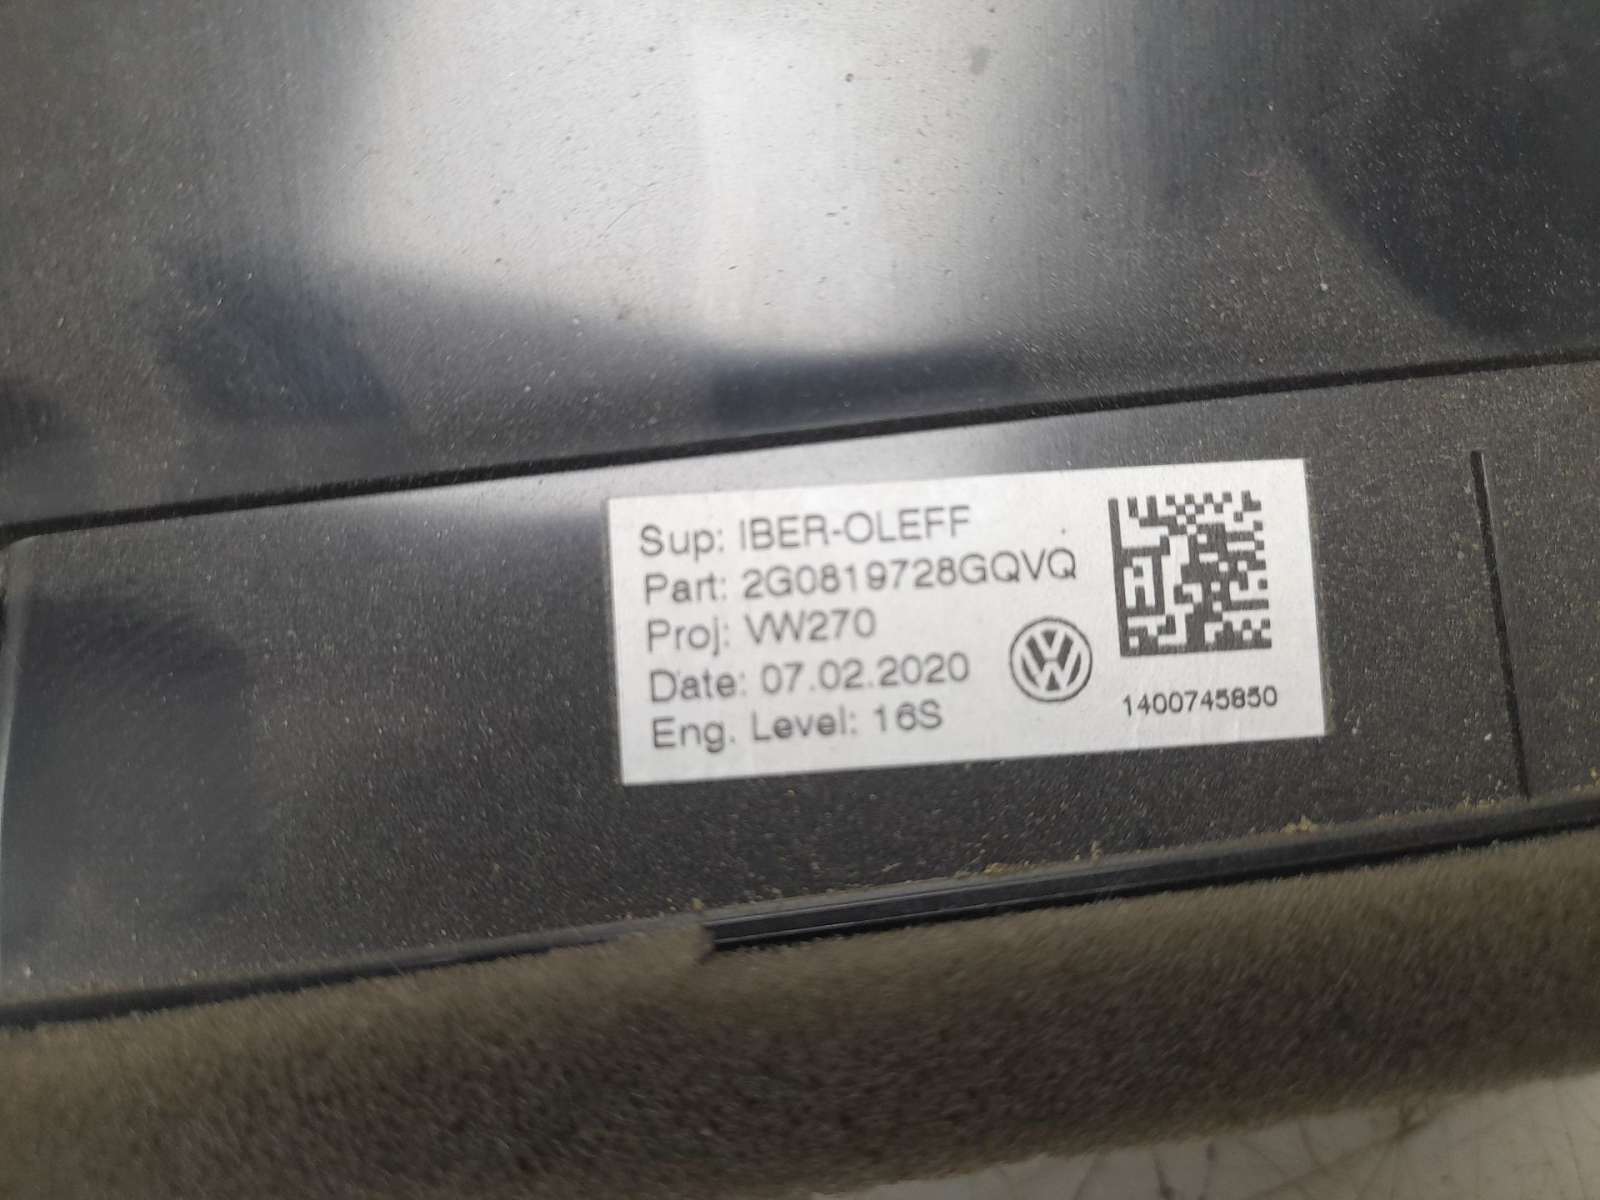 Sup: IBER-OLEFF
Part: 2G0819728GQVQ
Proj: VW270
Date: 07.02.2020
Eng. Level: 16S
1400745850